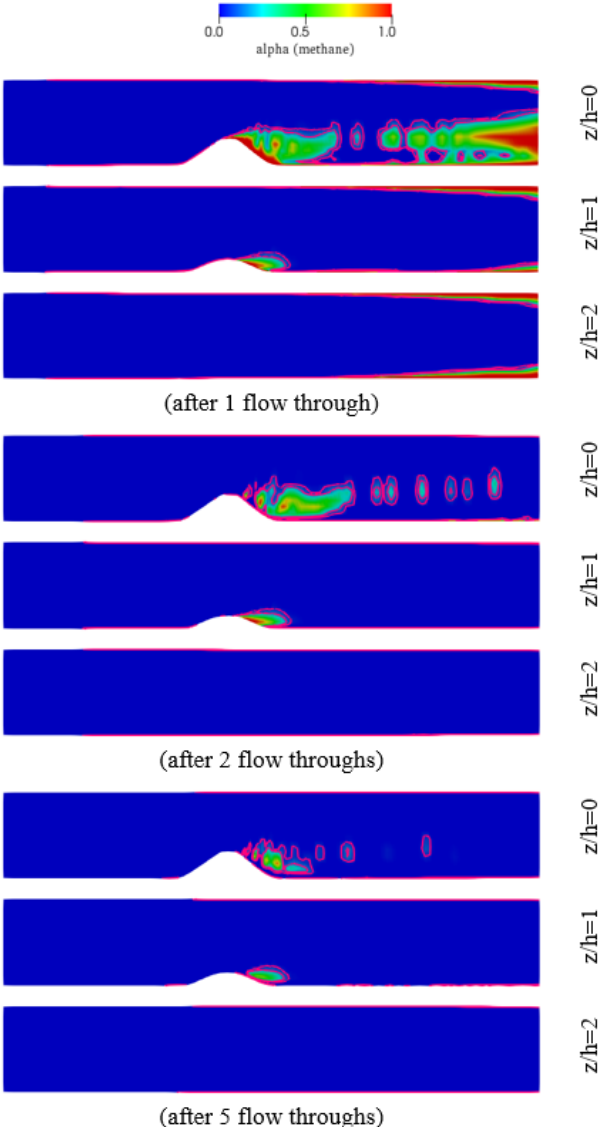 0.0 0.5 1.0
alpha (methane)
z/h=0
z/h=1
z/h=2
(after 1 flow through)
z/h=0
z/h=1
z/h=2
(after 2 flow throughs)
z/h=0
z/h=1
z/h=2
(after 5 flow throughs)